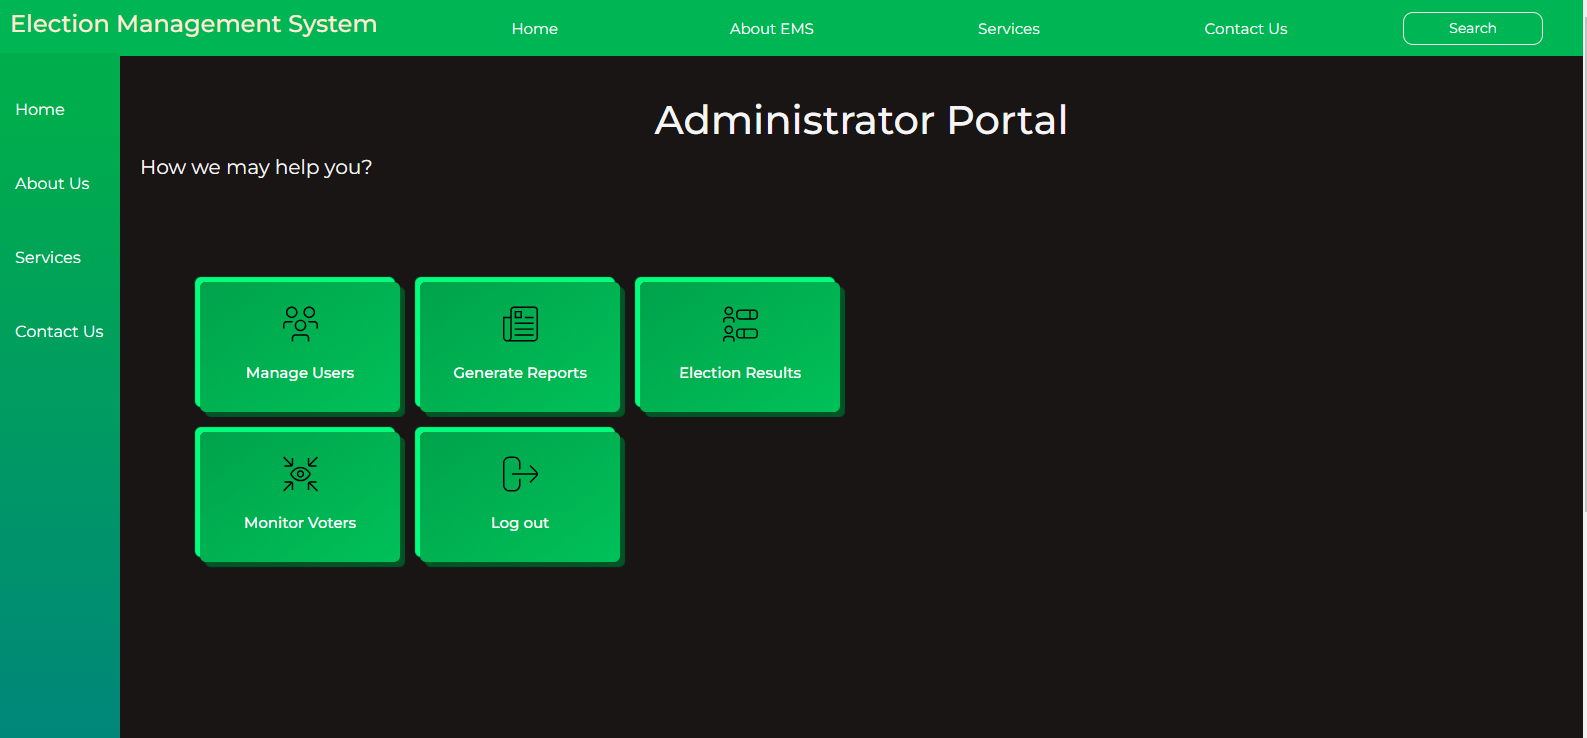 Election Management System
Home
About EMS
Services
Contact Us
Search
Home
About Us
Services
Contact Us
Administrator Portal
How we may help you?
Manage Users
Generate Reports
Election Results
Monitor Voters
Log out